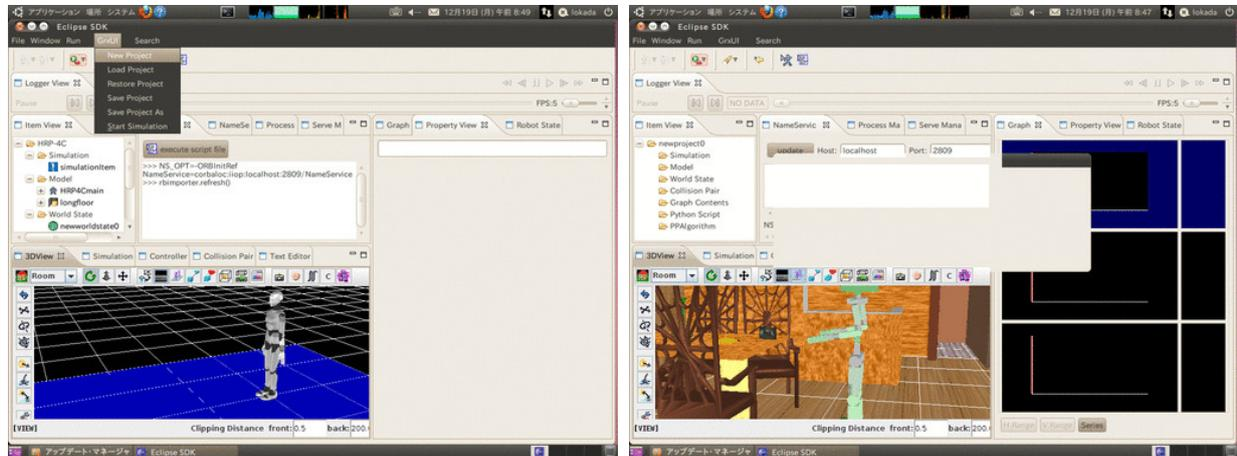 アプリケーション 場所 システム
12月19日 (月) 午前 8:49
lokada
Eclipse SDK
File Window Run GrxUI Search
New Project
Load Project
Restore Project
Save Project
Save Project As
Start Simulation
Logger View
Pause
FPS:5
Item View
NameSe
Process
Serve M
Graph
Property View
Robot State
HRP-4C
Simulation
simulationItem
Model
HRP4Cmain
longfloor
World State
newworldstate0
execute script file
>>> NS_OPT=-ORBInitRef
NameService=corbaloc:iiop:localhost:2809/NameService
>>> rbimporter.refresh()
3DView
Simulation
Controller
Collision Pair
Text Editor
Room
C
[VIEW]
Clipping Distance front: 0.5 back: 200.
アップデート・マネージャ
Eclipse SDK
アプリケーション 場所 システム
12月19日 (月) 午前 8:47
lokada
Eclipse SDK
File Window Run GrxUI Search
Logger View
Pause
NO DATA
FPS:5
Item View
NameServic
Process Ma
Serve Mana
Graph
Property View
Robot State
newproject0
Simulation
Model
World State
Collision Pair
Graph Contents
Python Script
PPAlgorithm
update Host: localhost Port: 2809
NS
3DView
Simulation
Room
C
[VIEW]
Clipping Distance front: 0.5 back: 200.
H.Range V.Range Series
アップデート・マネージャ
Eclipse SDK